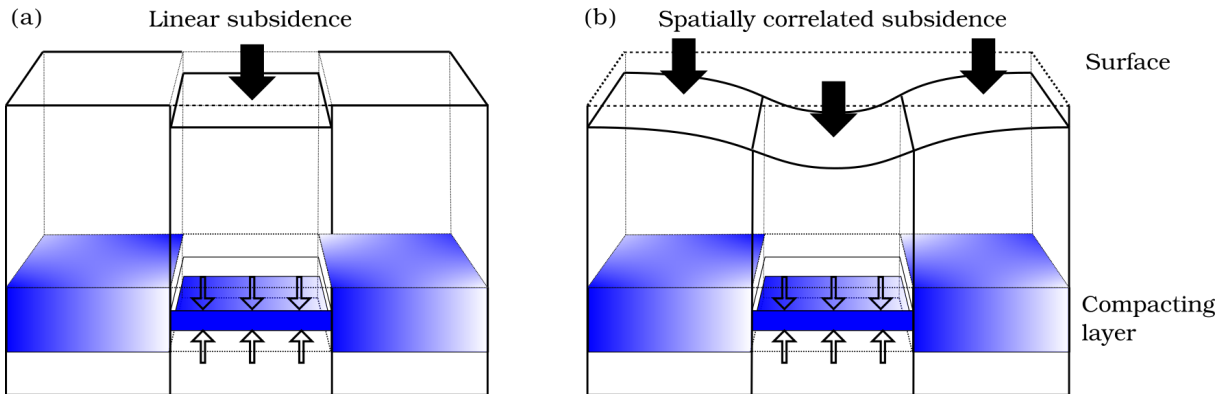 (a) Linear subsidence
(b) Spatially correlated subsidence
Surface
Compacting
layer